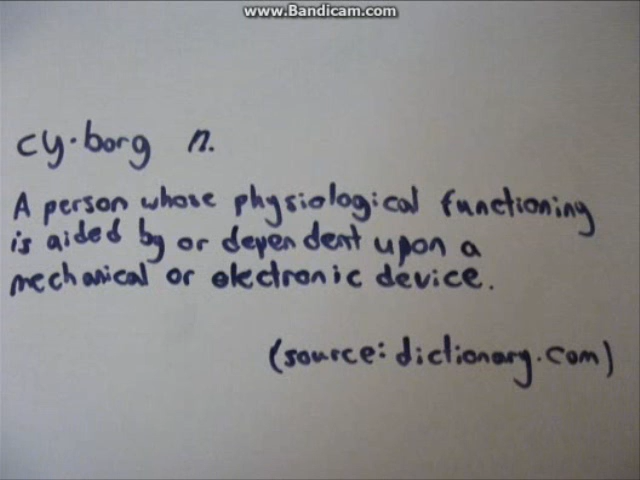 www.Bandicam.com
cy·borg n.
A person whose physiological functioning
is aided by or dependent upon a
mechanical or electronic device.
(source: dictionary.com)